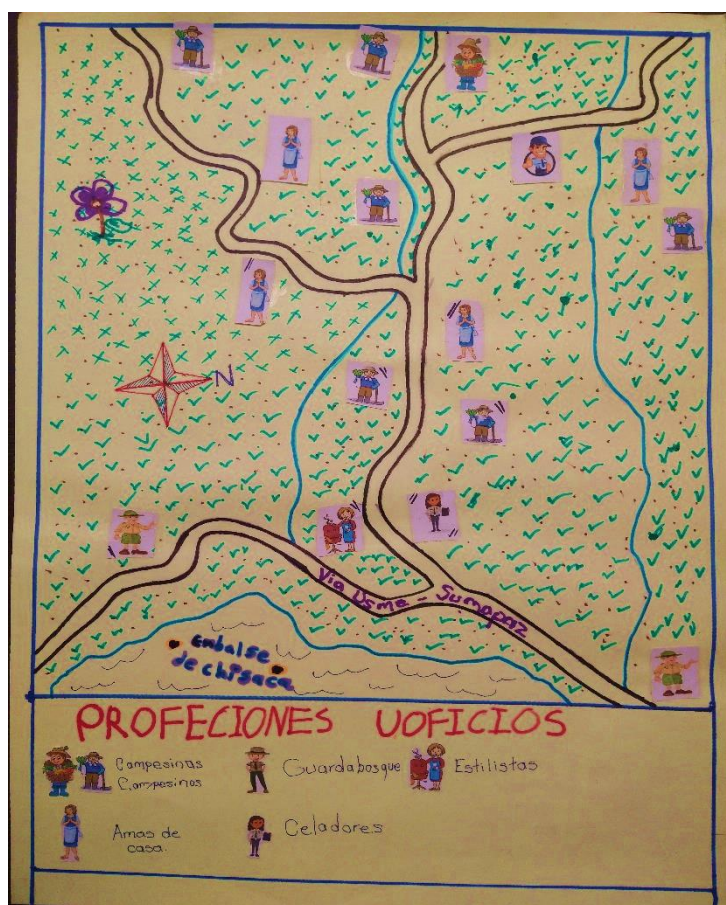 N
Via Usme - Sumapaz
Embalse
de chisaca
PROFECIONES UOFICIOS
Campesinas
Campesinos
Guardabosque
Estilistas
Amas de
casa.
Celadores